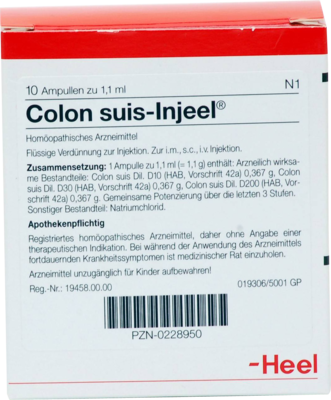 10 Ampullen zu 1,1 ml N1
Colon suis-Injeel®
Homöopathisches Arzneimittel
Flüssige Verdünnung zur Injektion. Zur i.m., s.c., i.v. Injektion.
Zusammensetzung: 1 Ampulle zu 1,1 ml (= 1,1 g) enthält: Arzneilich wirksa-
me Bestandteile: Colon suis Dil. D10 (HAB, Vorschrift 42a) 0,367 g, Colon
suis Dil. D30 (HAB, Vorschrift 42a) 0,367 g, Colon suis Dil. D200 (HAB, Vor-
schrift 42a) 0,367 g. Gemeinsame Potenzierung über die letzten 3 Stufen.
Sonstiger Bestandteil: Natriumchlorid.
Apothekenpflichtig
Registriertes homöopathisches Arzneimittel, daher ohne Angabe einer
therapeutischen Indikation. Bei während der Anwendung des Arzneimittels
fortdauernden Krankheitssymptomen ist medizinischer Rat einzuholen.
Arzneimittel unzugänglich für Kinder aufbewahren!
Reg.-Nr.: 19458.00.00 019306/5001 GP
PZN-0228950
-Heel